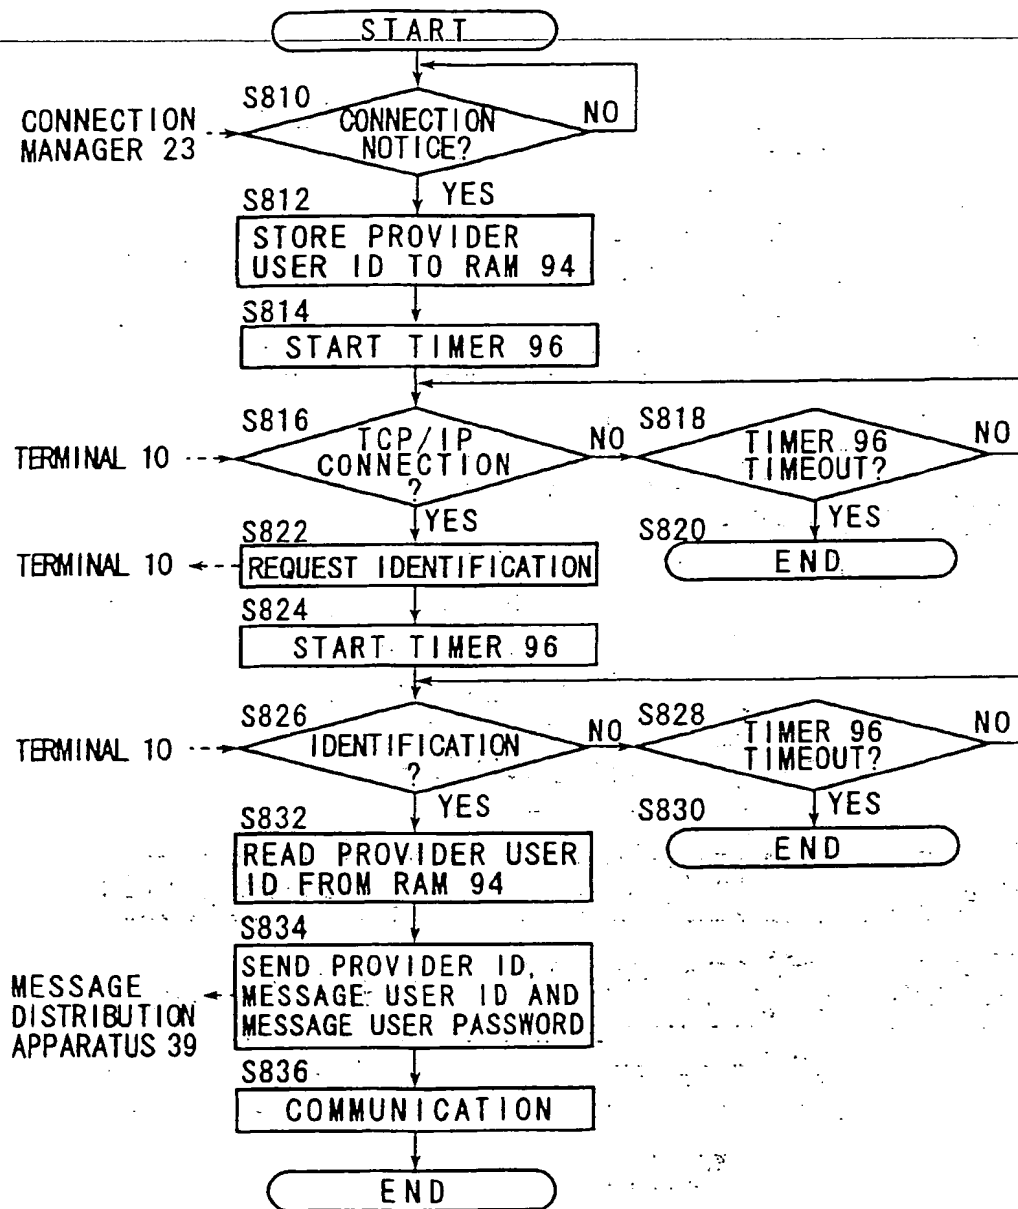 START
S810
CONNECTION
MANAGER 23
CONNECTION
NOTICE?
NO
YES
S812
STORE PROVIDER
USER ID TO RAM 94
S814
START TIMER 96
S816
TERMINAL 10
TCP/IP
CONNECTION
?
NO
S818
TIMER 96
TIMEOUT?
NO
YES
YES
S820
END
S822
TERMINAL 10
REQUEST IDENTIFICATION
S824
START TIMER 96
S826
TERMINAL 10
IDENTIFICATION
?
NO
S828
TIMER 96
TIMEOUT?
NO
YES
YES
S830
END
S832
READ PROVIDER USER
ID FROM RAM 94
S834
SEND PROVIDER ID,
MESSAGE USER ID AND
MESSAGE USER PASSWORD
MESSAGE
DISTRIBUTION
APPARATUS 39
S836
COMMUNICATION
END